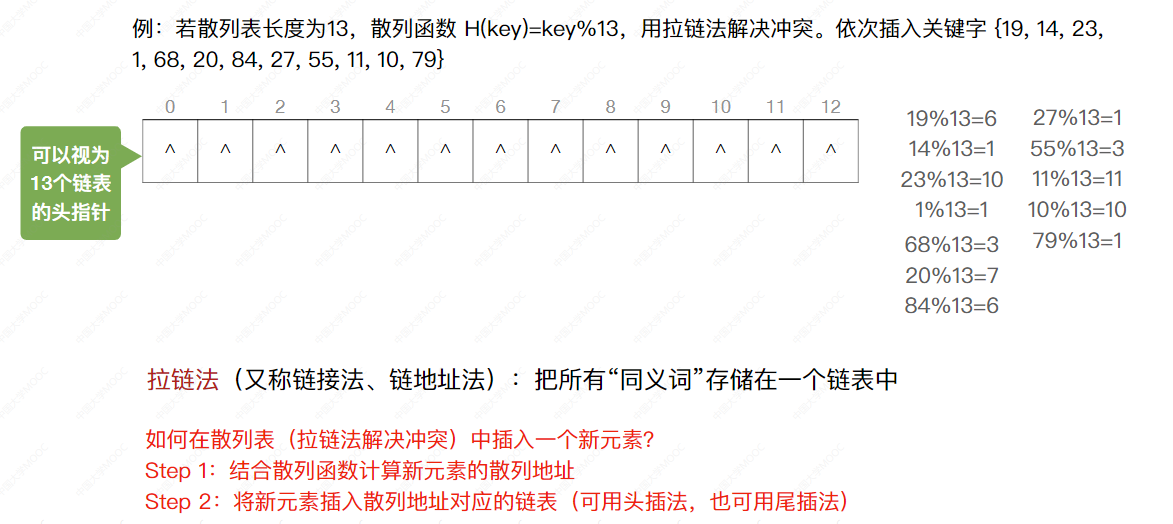 例：若散列表长度为13，散列函数 H(key)=key%13，用拉链法解决冲突。依次插入关键字 {19, 14, 23,
1, 68, 20, 84, 27, 55, 11, 10, 79}
0 1 2 3 4 5 6 7 8 9 10 11 12
^ ^ ^ ^ ^ ^ ^ ^ ^ ^ ^ ^ ^
可以视为
13个链表
的头指针
19%13=6
14%13=1
23%13=10
1%13=1
68%13=3
20%13=7
84%13=6
27%13=1
55%13=3
11%13=11
10%13=10
79%13=1
拉链法（又称链接法、链地址法）：把所有“同义词”存储在一个链表中
如何在散列表（拉链法解决冲突）中插入一个新元素？
Step 1：结合散列函数计算新元素的散列地址
Step 2：将新元素插入散列地址对应的链表（可用头插法，也可用尾插法）